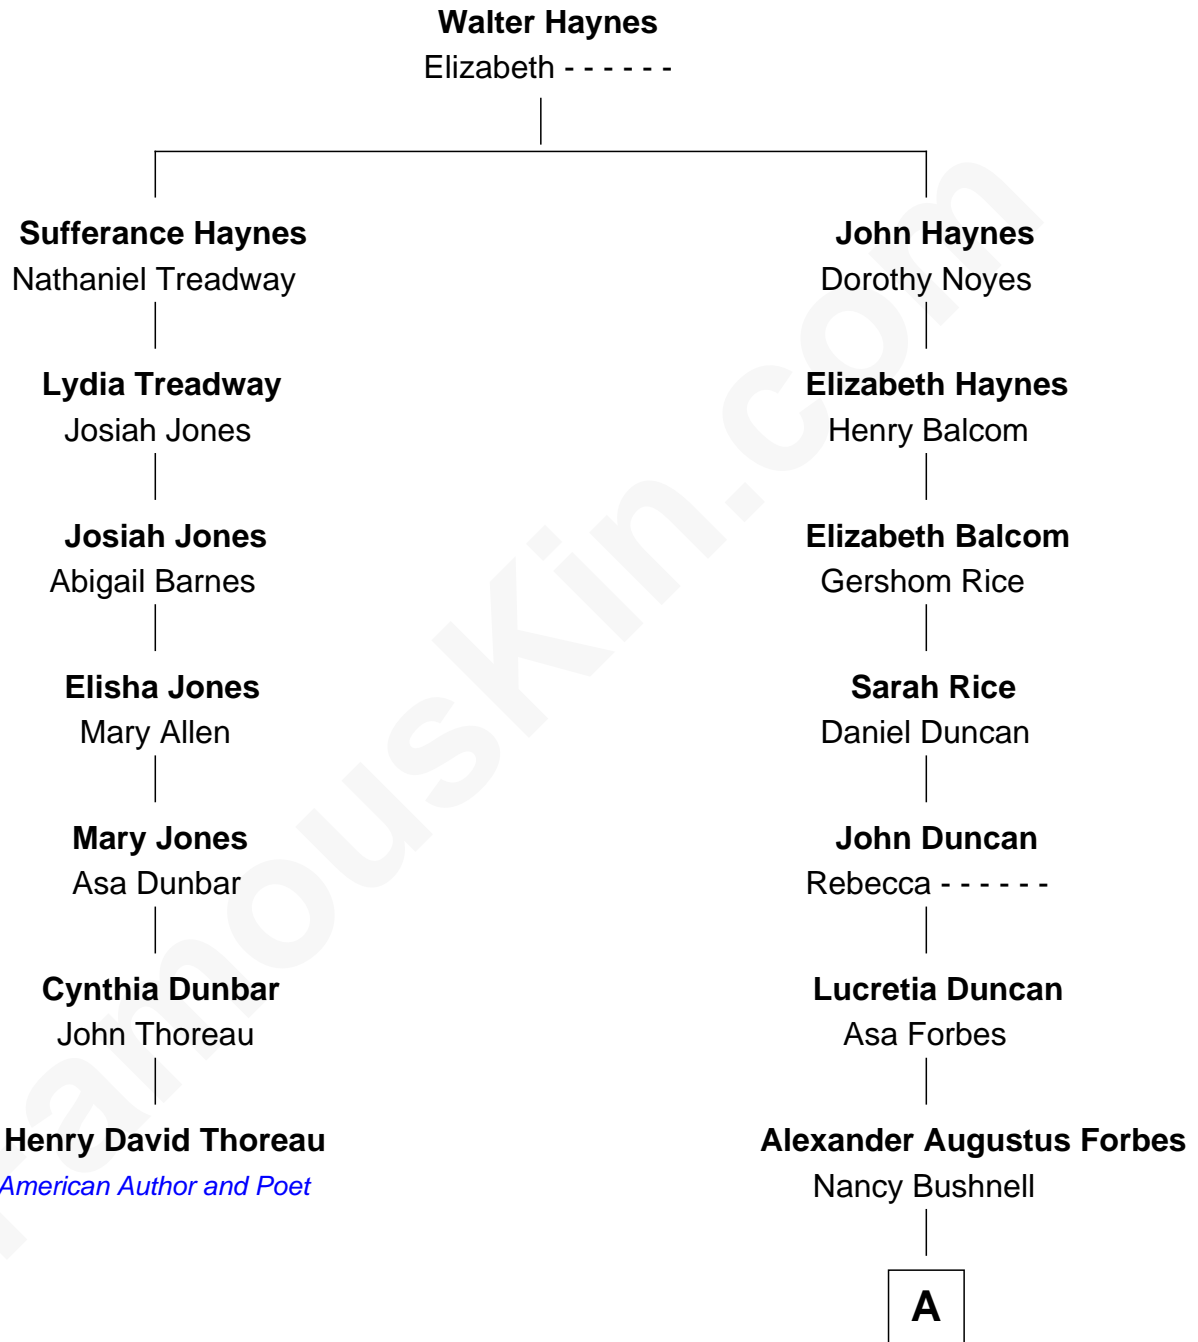 Walter Haynes
Elizabeth - - - - - -
Sufferance Haynes
Nathaniel Treadway
John Haynes
Dorothy Noyes
Lydia Treadway
Josiah Jones
Elizabeth Haynes
Henry Balcom
Josiah Jones
Abigail Barnes
Elizabeth Balcom
Gershom Rice
Elisha Jones
Mary Allen
Sarah Rice
Daniel Duncan
Mary Jones
Asa Dunbar
John Duncan
Rebecca - - - - - -
Cynthia Dunbar
John Thoreau
Lucretia Duncan
Asa Forbes
Henry David Thoreau
American Author and Poet
Alexander Augustus Forbes
Nancy Bushnell
A
FamousKin.com